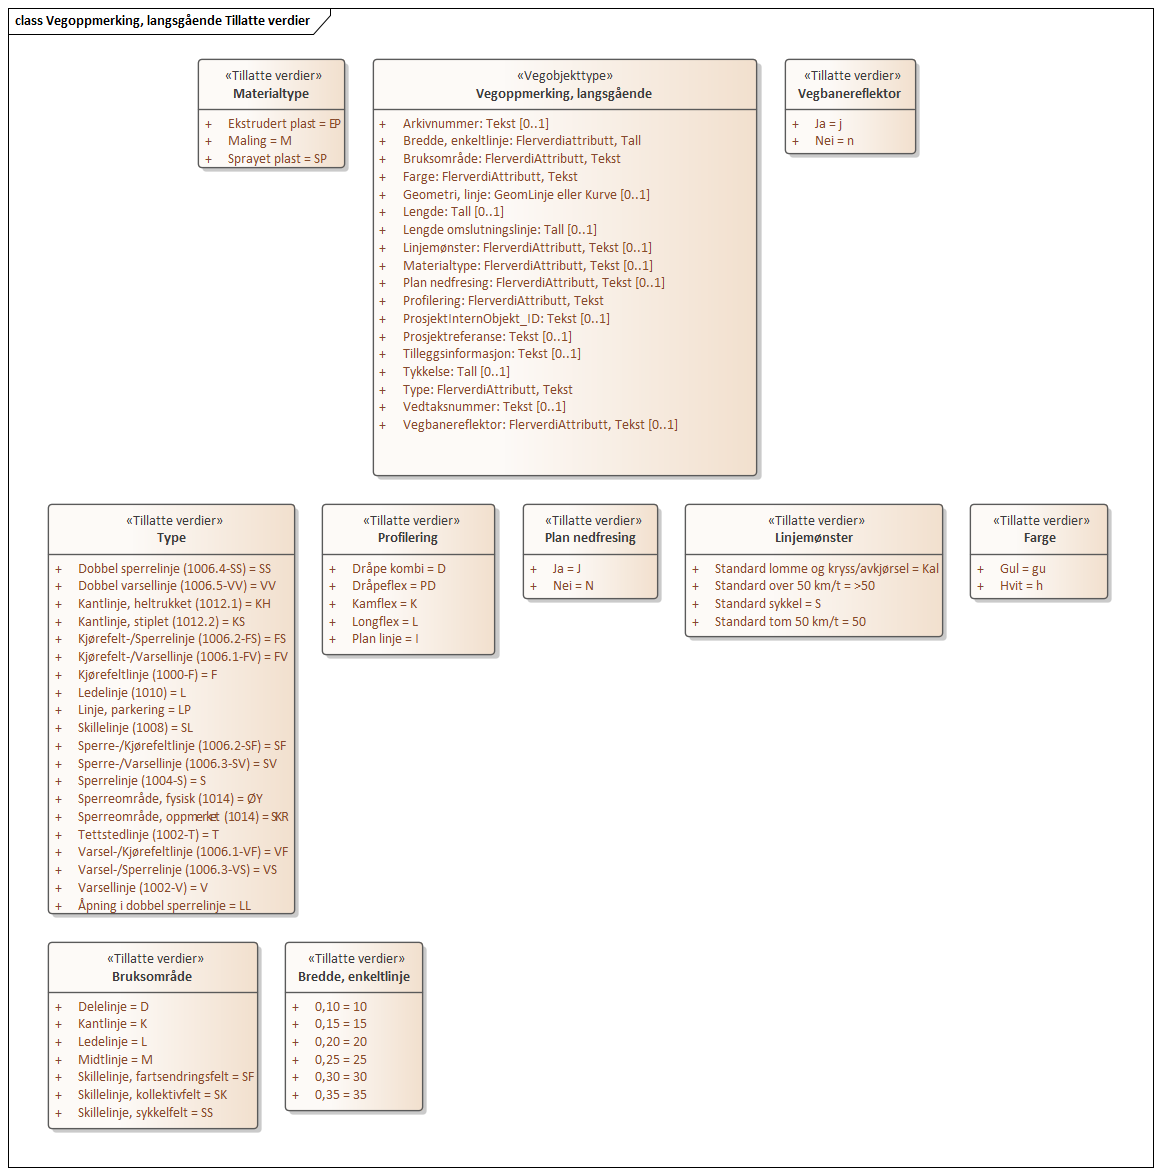 class Vegoppmerking, langsgående Tillatte verdier
«Tillatte verdier»
Materialtype
+ Ekstrudert plast = EP
+ Maling = M
+ Sprayet plast = SP
«Vegobjekttype»
Vegoppmerking, langsgående
+ Arkivnummer: Tekst [0..1]
+ Bredde, enkeltlinje: Flerverdiattributt, Tall
+ Bruksområde: FlerverdiAttributt, Tekst
+ Farge: FlerverdiAttributt, Tekst
+ Geometri, linje: GeomLinje eller Kurve [0..1]
+ Lengde: Tall [0..1]
+ Lengde omslutningslinje: Tall [0..1]
+ Linjemønster: FlerverdiAttributt, Tekst [0..1]
+ Materialtype: FlerverdiAttributt, Tekst [0..1]
+ Plan nedfresing: FlerverdiAttributt, Tekst [0..1]
+ Profilering: FlerverdiAttributt, Tekst
+ ProsjektInternObjekt_ID: Tekst [0..1]
+ Prosjektreferanse: Tekst [0..1]
+ Tilleggsinformasjon: Tekst [0..1]
+ Tykkelse: Tall [0..1]
+ Type: FlerverdiAttributt, Tekst
+ Vedtaksnummer: Tekst [0..1]
+ Vegbanereflektor: FlerverdiAttributt, Tekst [0..1]
«Tillatte verdier»
Vegbanereflektor
+ Ja = j
+ Nei = n
«Tillatte verdier»
Type
+ Dobbel sperrelinje (1006.4-SS) = SS
+ Dobbel varsellinje (1006.5-VV) = VV
+ Kantlinje, heltrukket (1012.1) = KH
+ Kantlinje, stiplet (1012.2) = KS
+ Kjørefelt-/Sperrelinje (1006.2-FS) = FS
+ Kjørefelt-/Varsellinje (1006.1-FV) = FV
+ Kjørefeltlinje (1000-F) = F
+ Ledelinje (1010) = L
+ Linje, parkering = LP
+ Skillelinje (1008) = SL
+ Sperre-/Kjørefeltlinje (1006.2-SF) = SF
+ Sperre-/Varsellinje (1006.3-SV) = SV
+ Sperrelinje (1004-S) = S
+ Sperreområde, fysisk (1014) = ØY
+ Sperreområde, oppmerket (1014) = SKR
+ Tettstedlinje (1002-T) = T
+ Varsel-/Kjørefeltlinje (1006.1-VF) = VF
+ Varsel-/Sperrelinje (1006.3-VS) = VS
+ Varsellinje (1002-V) = V
+ Åpning i dobbel sperrelinje = LL
«Tillatte verdier»
Profilering
+ Dråpe kombi = D
+ Dråpeflex = PD
+ Kamflex = K
+ Longflex = L
+ Plan linje = I
«Tillatte verdier»
Plan nedfresing
+ Ja = J
+ Nei = N
«Tillatte verdier»
Linjemønster
+ Standard lomme og kryss/avkjørsel = Kal
+ Standard over 50 km/t = >50
+ Standard sykkel = S
+ Standard tom 50 km/t = 50
«Tillatte verdier»
Farge
+ Gul = gu
+ Hvit = h
«Tillatte verdier»
Bruksområde
+ Delelinje = D
+ Kantlinje = K
+ Ledelinje = L
+ Midtlinje = M
+ Skillelinje, fartsendringsfelt = SF
+ Skillelinje, kollektivfelt = SK
+ Skillelinje, sykkelfelt = SS
«Tillatte verdier»
Bredde, enkeltlinje
+ 0,10 = 10
+ 0,15 = 15
+ 0,20 = 20
+ 0,25 = 25
+ 0,30 = 30
+ 0,35 = 35